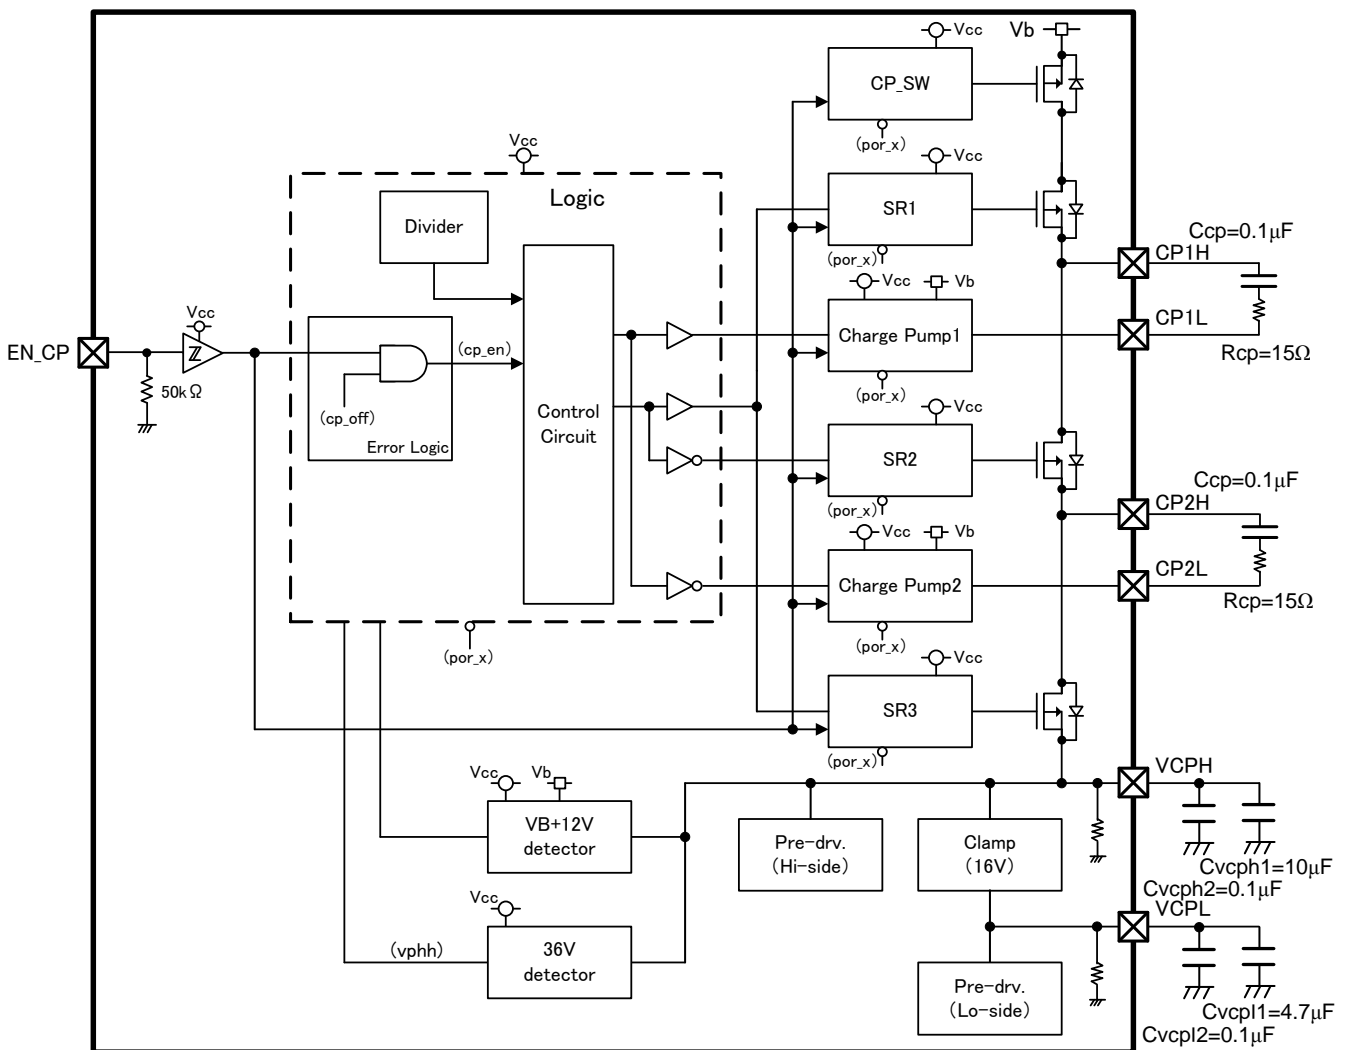 Vcc
Vb
CP_SW
(por_x)
Vcc
Logic
Vcc
Divider
SR1
(por_x)
Ccp=0.1μF
CP1H
Vcc
Vb
Charge Pump1
CP1L
Rcp=15Ω
(por_x)
EN_CP
Vcc
50kΩ
(cp_en)
(cp_off)
Error Logic
Control
Circuit
Vcc
SR2
(por_x)
Ccp=0.1μF
CP2H
Vcc
Vb
Charge Pump2
CP2L
Rcp=15Ω
(por_x)
(por_x)
Vcc
SR3
(por_x)
VCPH
Vcc
Vb
VB+12V
detector
Pre-drv.
(Hi-side)
Clamp
(16V)
Cvcph1=10μF
Cvcph2=0.1μF
VCPL
Vcc
(vphh)
36V
detector
Pre-drv.
(Lo-side)
Cvcpl1=4.7μF
Cvcpl2=0.1μF